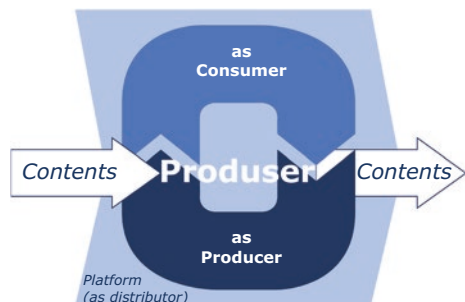 as
Consumer
Contents
Produser
Contents
as
Producer
Platform
(as distributor)